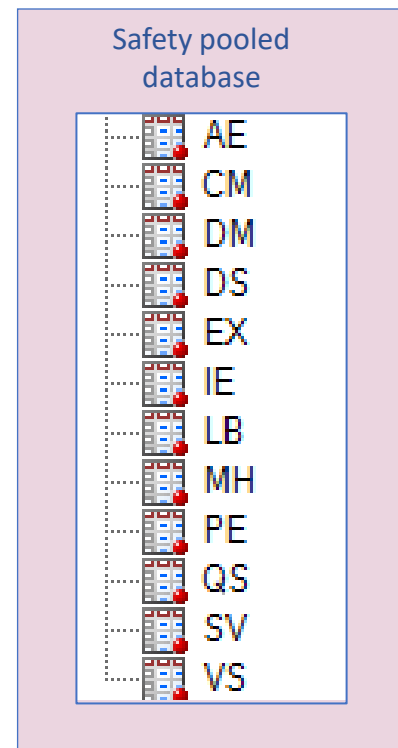 Safety pooled
database
AE
CM
DM
DS
EX
IE
LB
MH
PE
QS
SV
VS